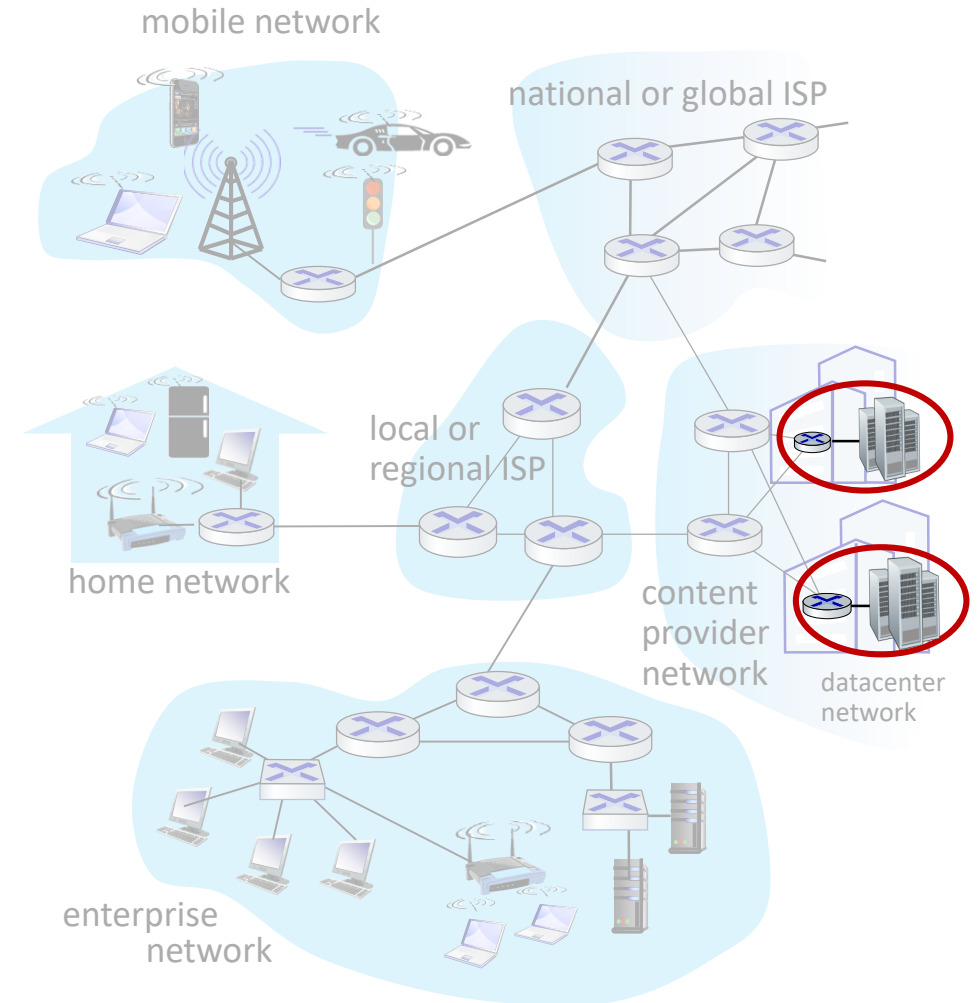 mobile network
national or global ISP
local or
regional ISP
home network
content
provider
network
datacenter
network
enterprise
network